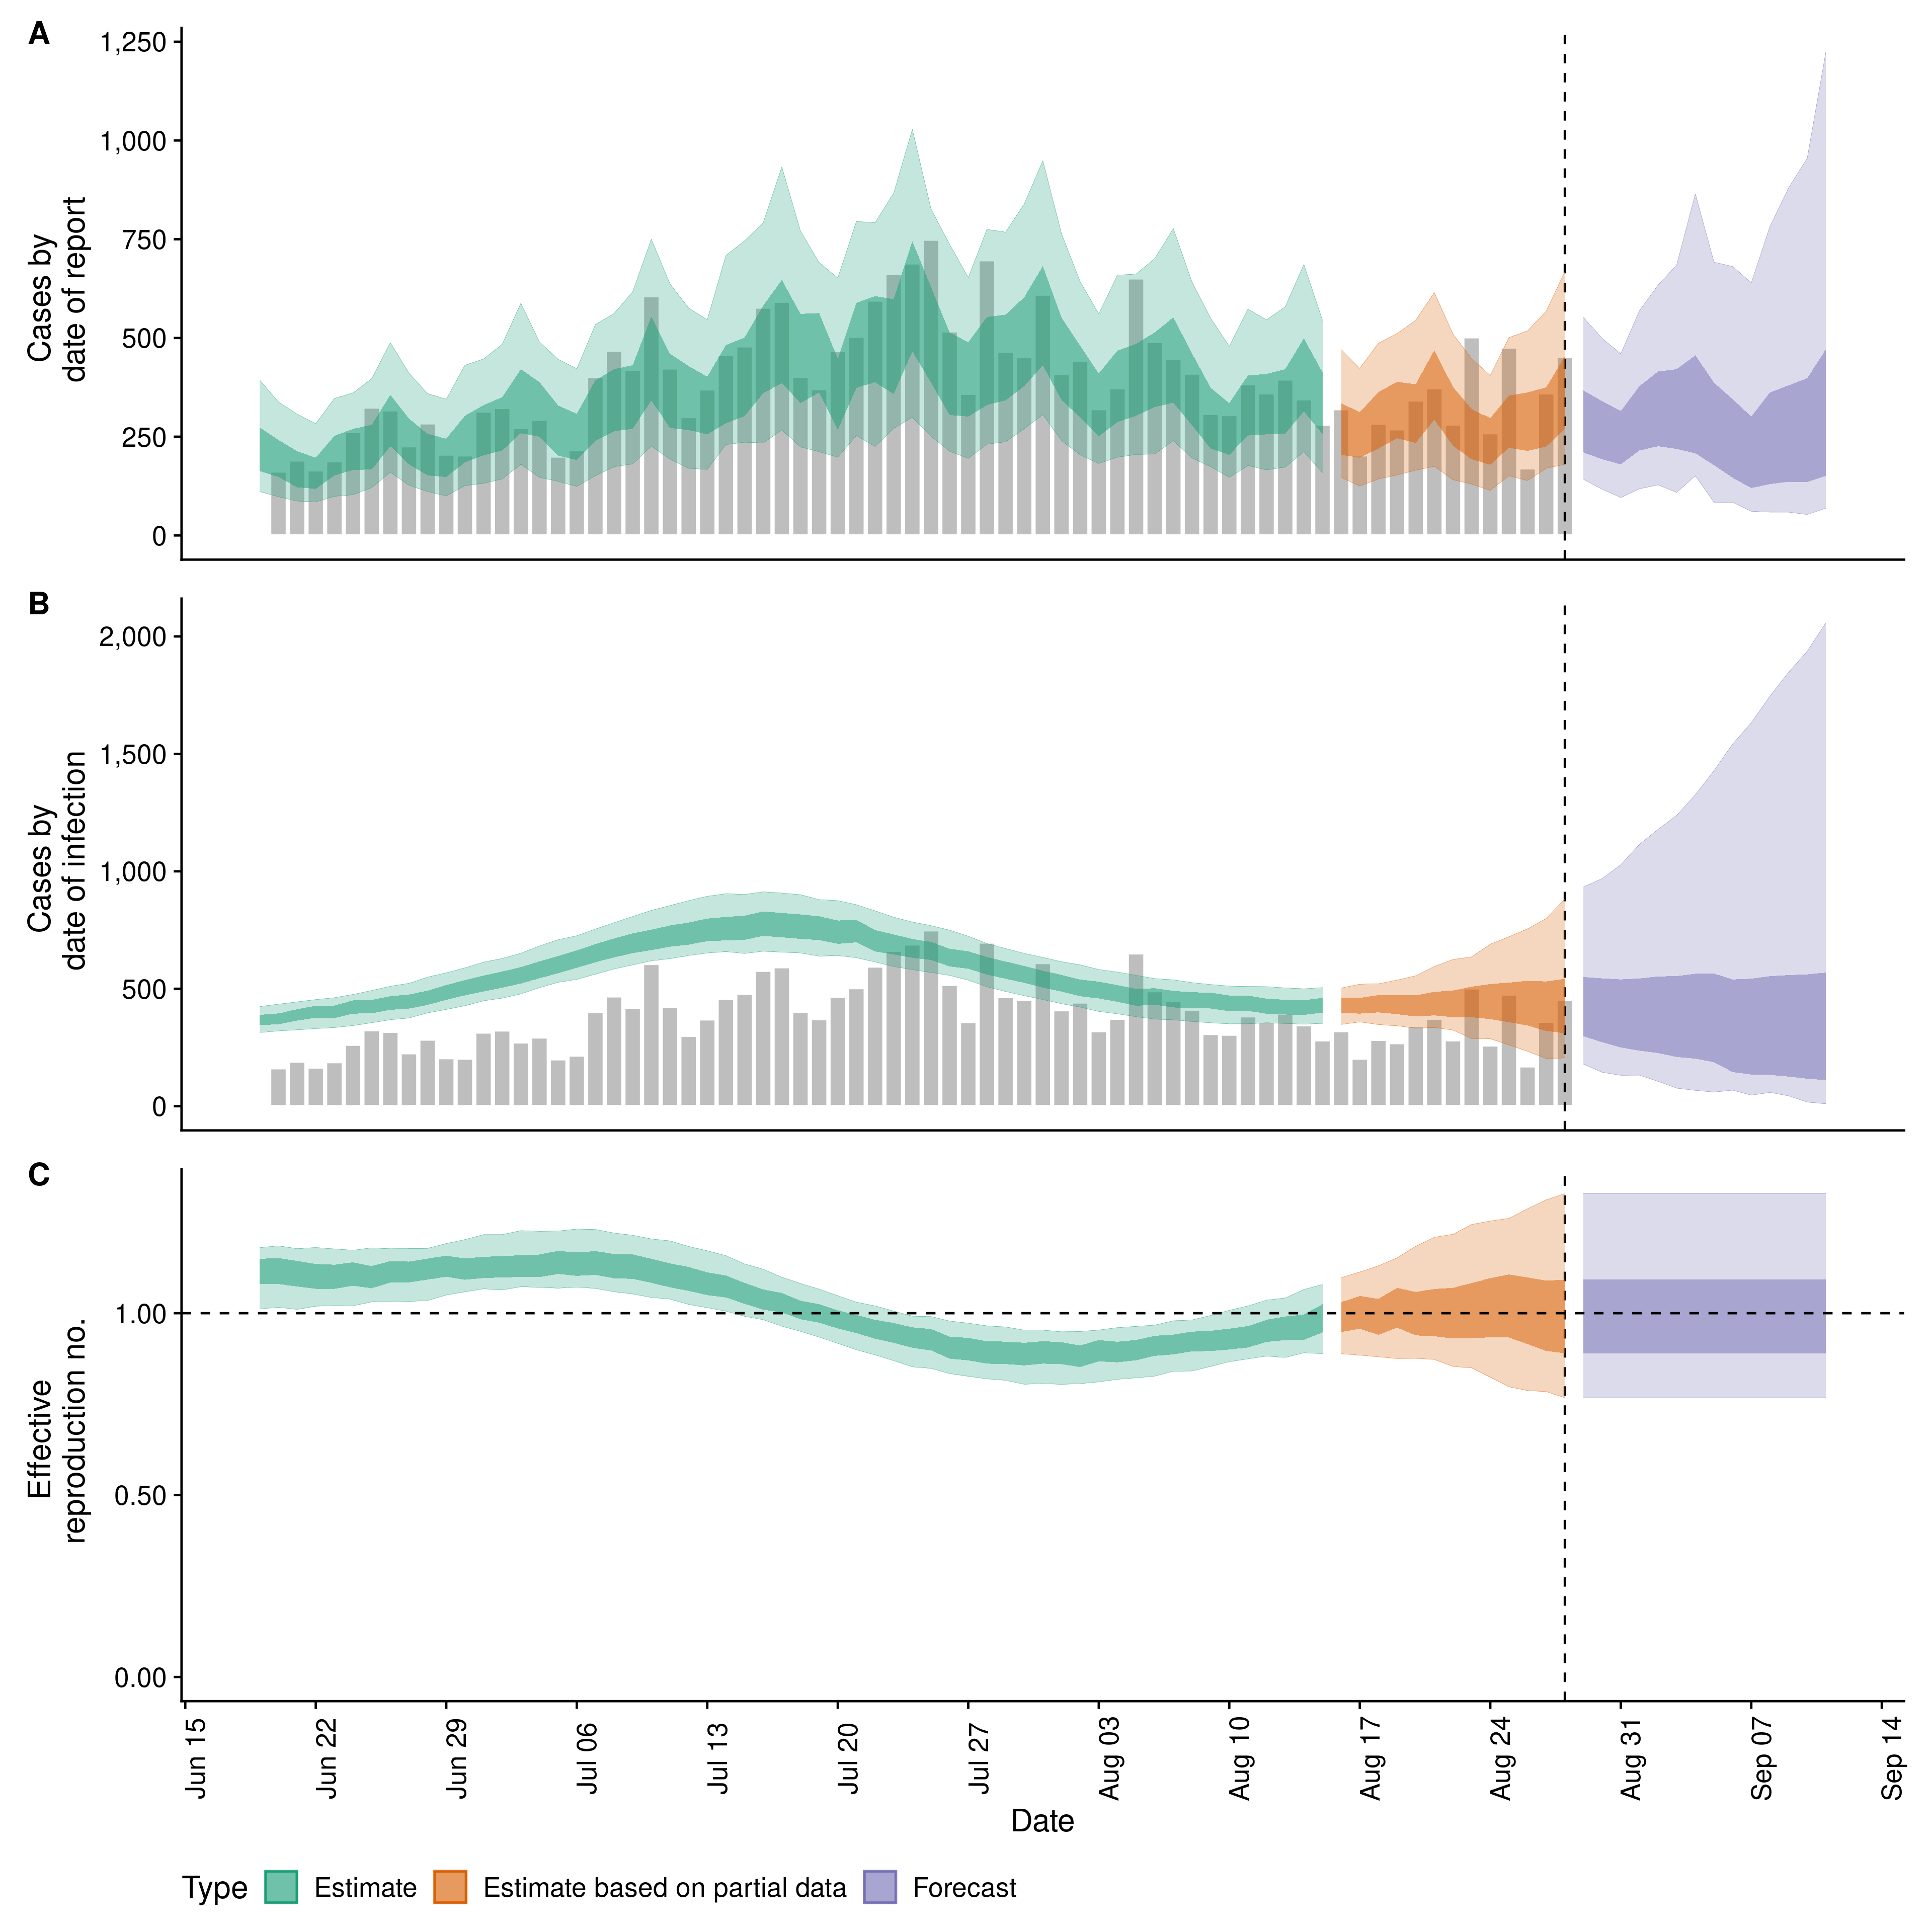 A
1,250
1,000
750
500
250
0
Cases by
date of report
B
2,000
1,500
1,000
500
0
Cases by
date of infection
C
1.00
0.50
0.00
Effective
reproduction no.
Jun 15
Jun 22
Jun 29
Jul 06
Jul 13
Jul 20
Jul 27
Aug 03
Aug 10
Aug 17
Aug 24
Aug 31
Sep 07
Sep 14
Date
Type Estimate Estimate based on partial data Forecast